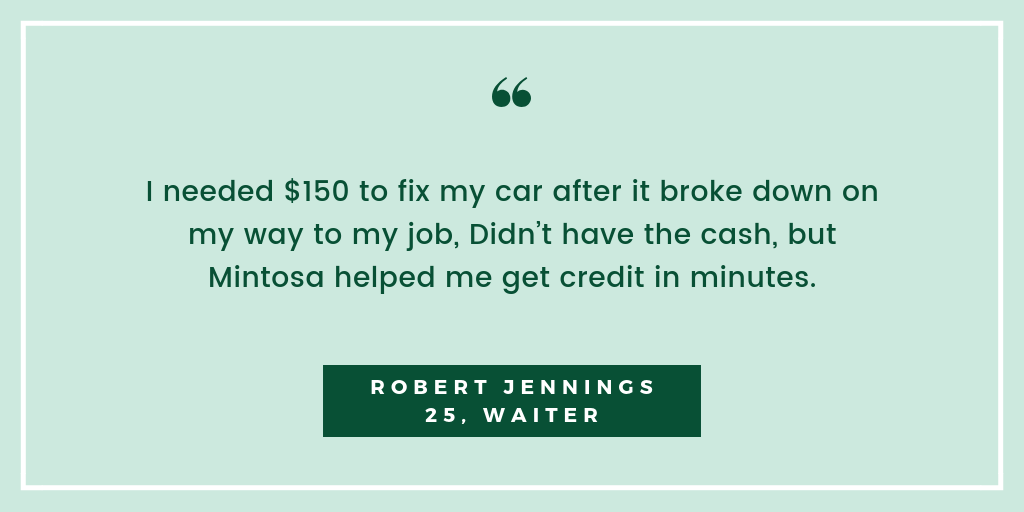 “
I needed $150 to fix my car after it broke down on
my way to my job, Didn’t have the cash, but
Mintosa helped me get credit in minutes.
ROBERT JENNINGS
25, WAITER